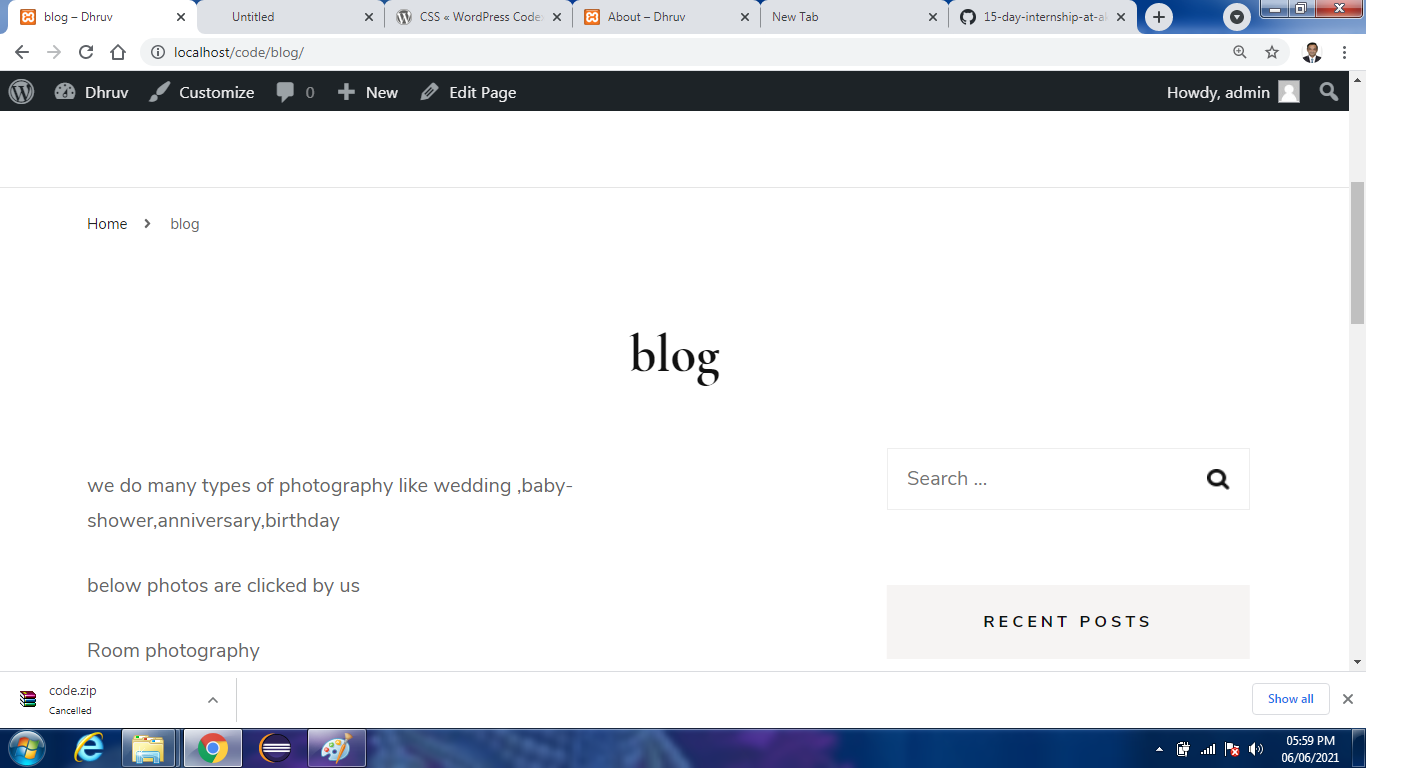 blog – Dhruv
Untitled
CSS « WordPress Codex
About – Dhruv
New Tab
15-day-internship-at-a
localhost/code/blog/
Dhruv
Customize
0
New
Edit Page
Howdy, admin
Home
blog
blog
we do many types of photography like wedding ,baby-
shower,anniversary,birthday
below photos are clicked by us
Room photography
Search …
RECENT POSTS
code.zip
Cancelled
Show all
05:59 PM
06/06/2021